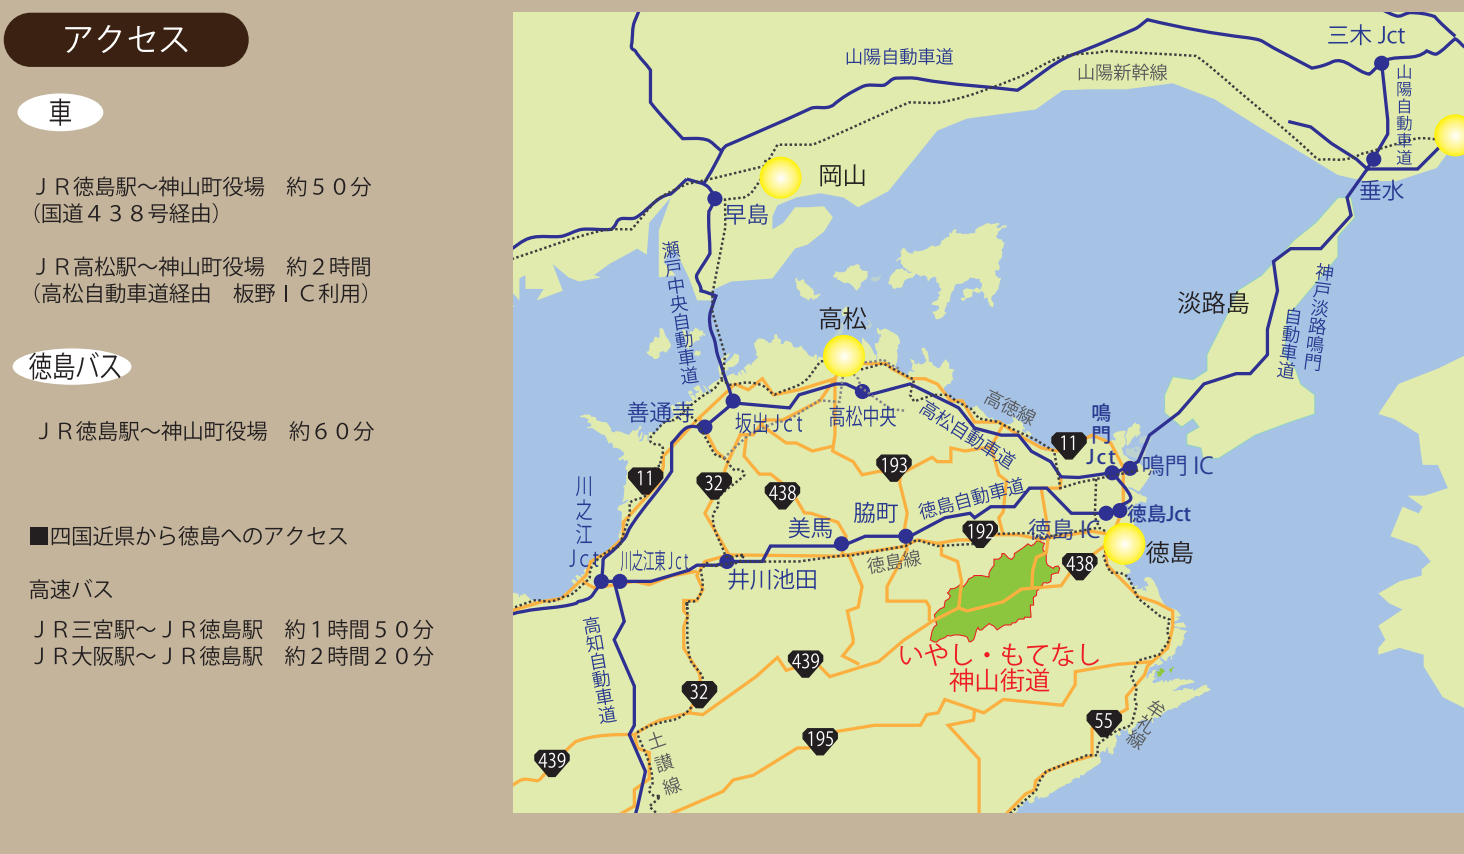 アクセス
車
ＪＲ徳島駅～神山町役場　約５０分
（国道４３８号経由）
ＪＲ高松駅～神山町役場　約２時間
（高松自動車道経由　板野ＩＣ利用）
徳島バス
ＪＲ徳島駅～神山町役場　約６０分
■四国近県から徳島へのアクセス
高速バス
ＪＲ三宮駅～ＪＲ徳島駅　約１時間５０分
ＪＲ大阪駅～ＪＲ徳島駅　約２時間２０分
三木 Jct
山陽自動車道
山陽新幹線
山陽自動車道
岡山
早島
垂水
瀬戸中央自動車道
淡路島
神戸淡路鳴門
自動車道
高松
善通寺
坂出Jct
高松中央
高松自動車道
高徳線
鳴門
Jct
11
鳴門 IC
193
11
32
438
川之江
Jct
川之江東Jct
美馬
脇町
徳島自動車道
192
徳島 IC
徳島Jct
徳島
井川池田
徳島線
438
高知自動車道
439
いやし・もてなし
神山街道
32
55
牟礼線
195
439
土讃線